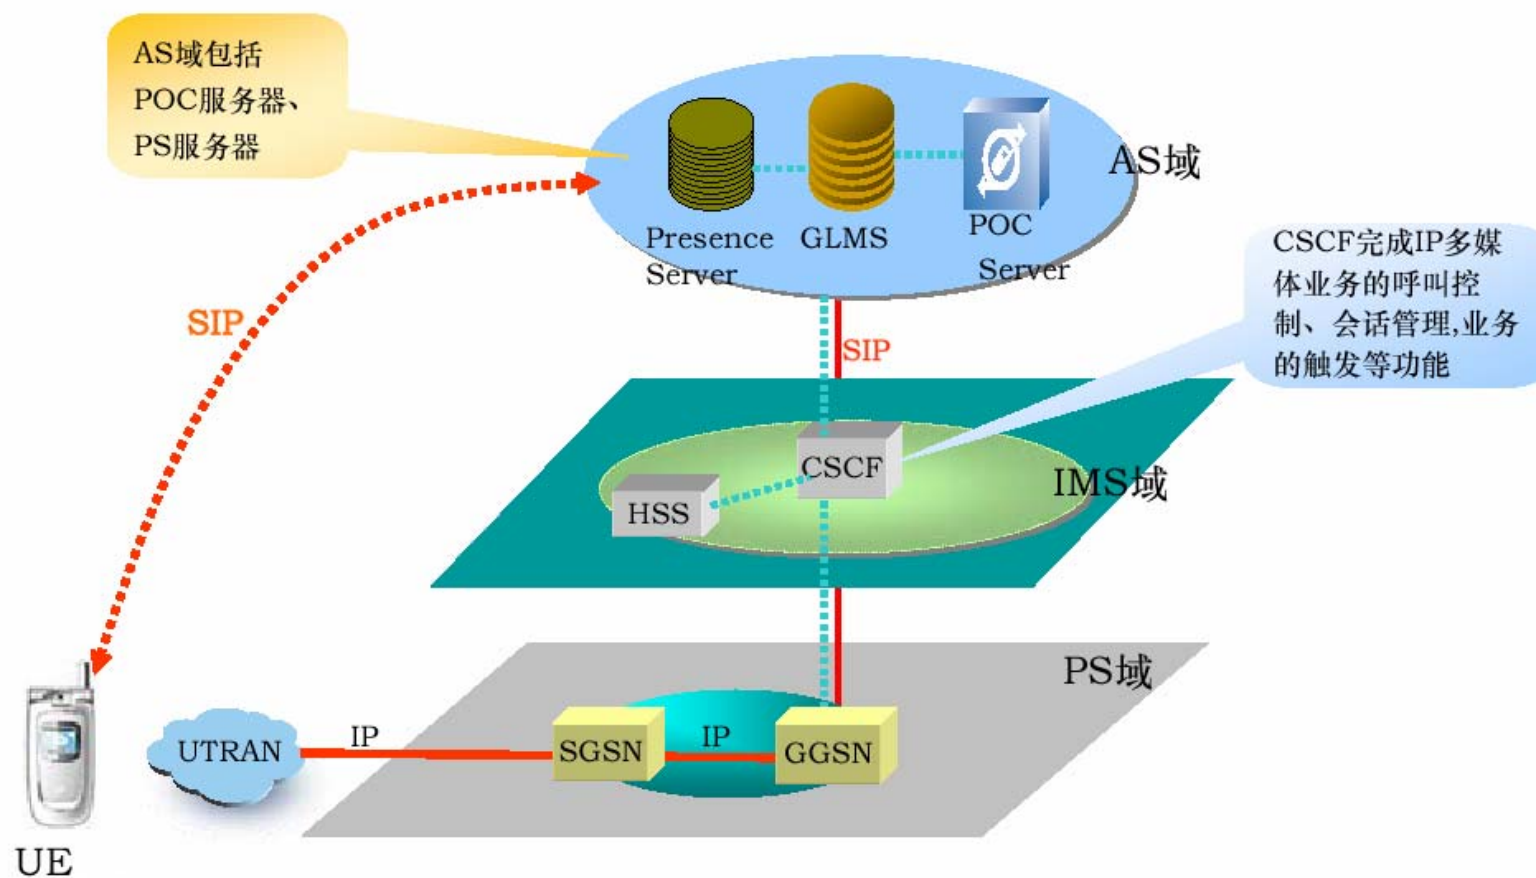 AS域包括
POC服务器、
PS服务器
AS域
Presence
Server
GLMS
POC
Server
CSCF完成IP多媒
体业务的呼叫控
制、会话管理,业务
的触发等功能
SIP
SIP
CSCF
HSS
IMS域
PS域
UTRAN
IP
SGSN
IP
GGSN
UE